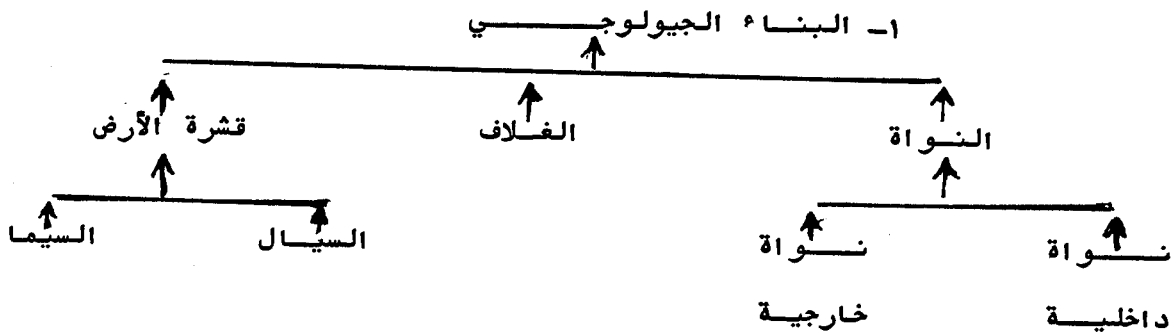 ١- البناء الجيولوجي
النواة الغلاف قشرة الأرض
نواة نواة السيال السيما
داخلية خارجية